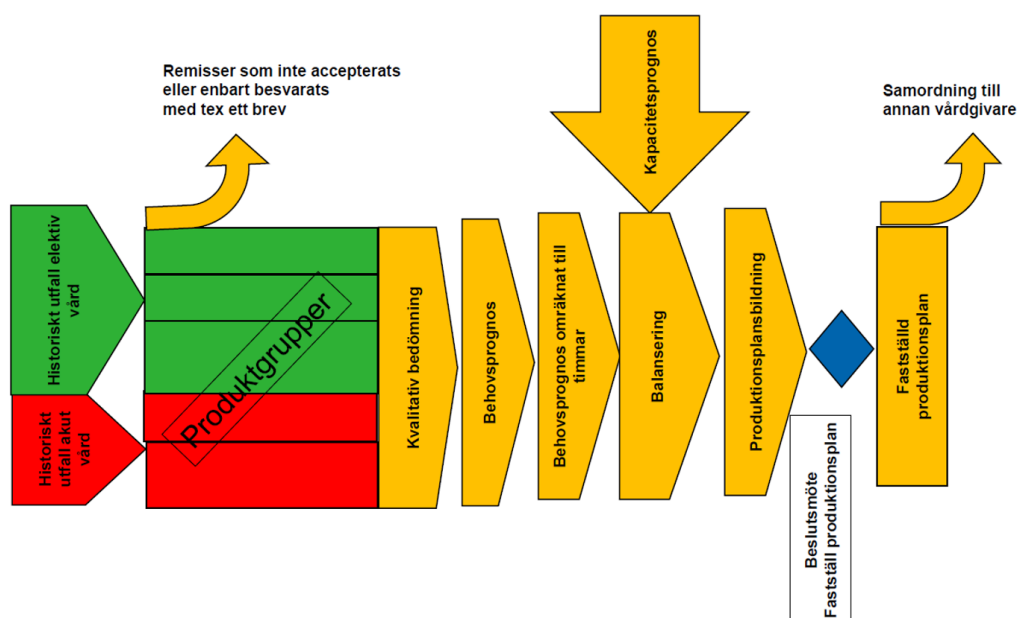 Remisser som inte accepterats
eller enbart besvarats
med tex ett brev
Kapacitetsprognos
Samordning till
annan vårdgivare
Historiskt utfall elektiv
vård
Historiskt
utfall akut
vård
Produktgrupper
Kvalitativ bedömning
Behovsprognos
Behovsprognos omräknat till
timmar
Balansering
Produktionsplansbildning
Beslutsmöte
Fastställ produktionsplan
Fastställd
produktionsplan